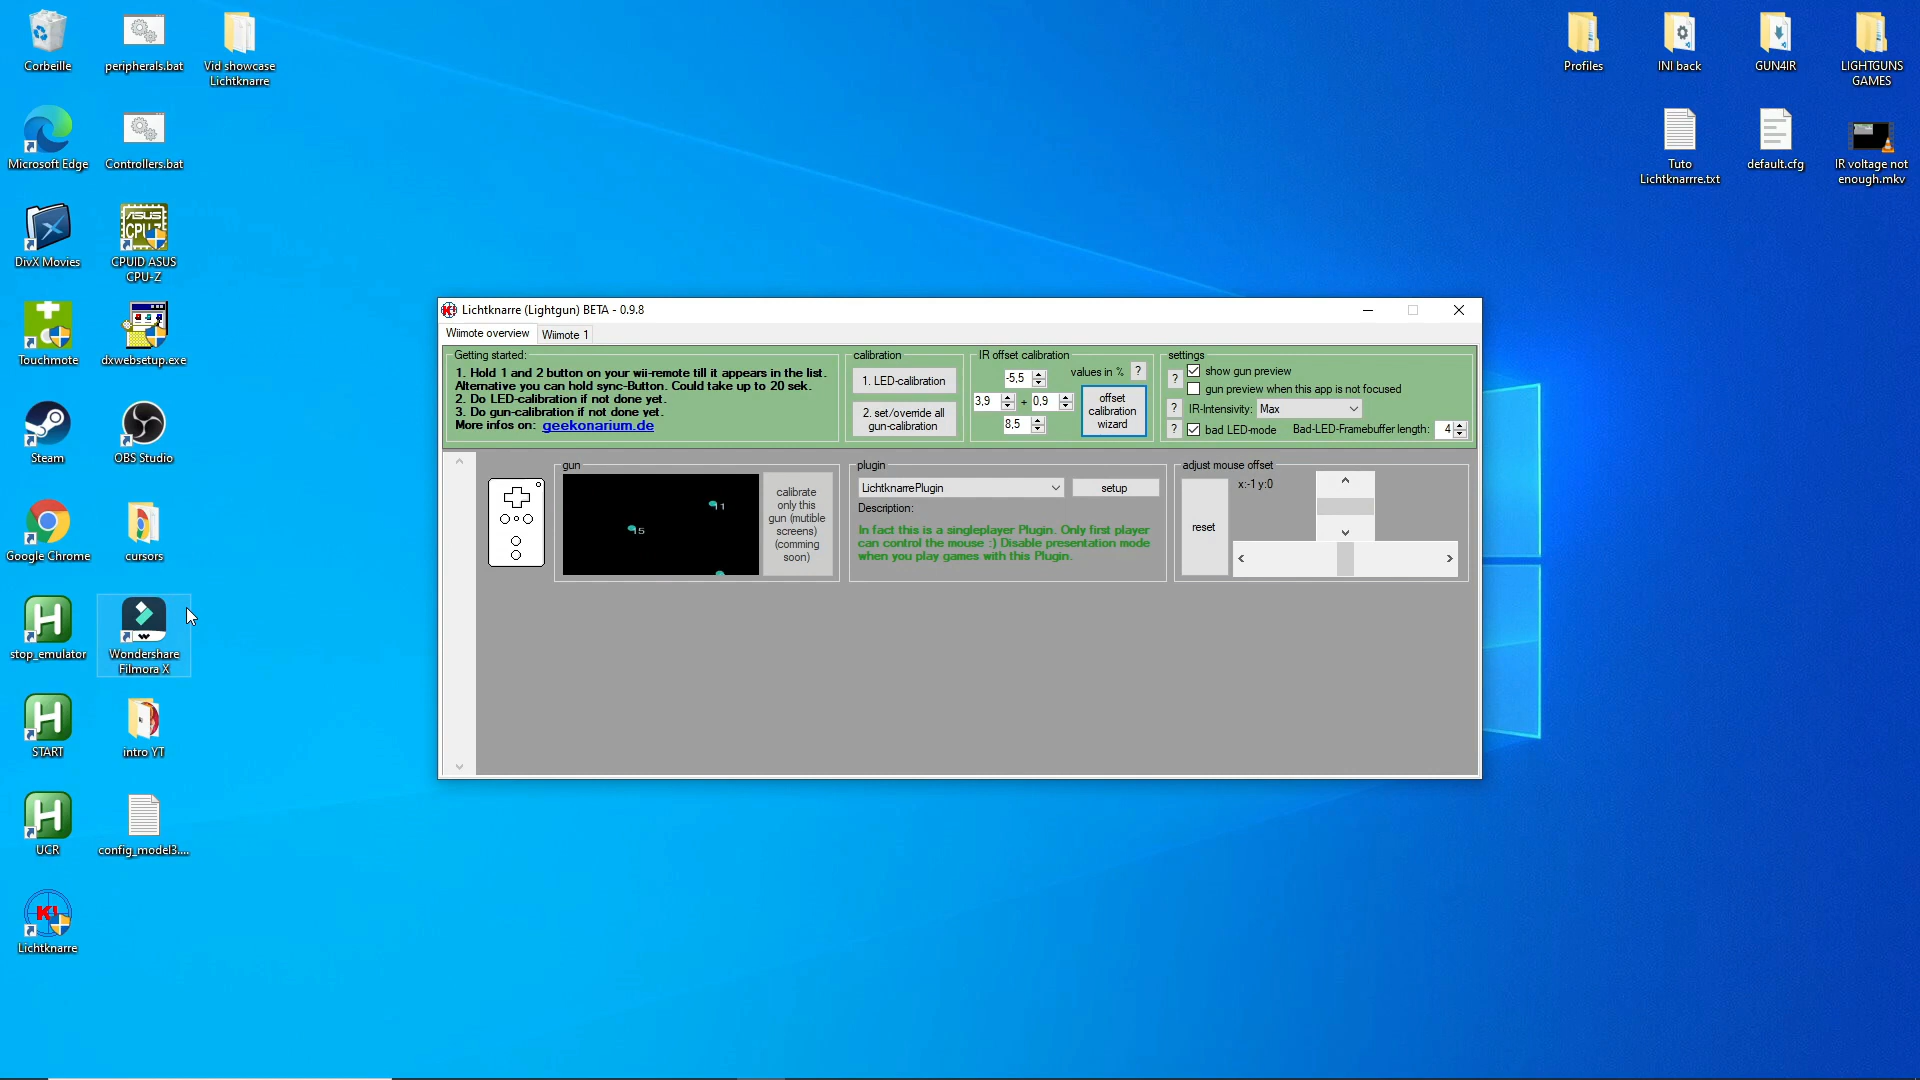 Corbeille
peripherals.bat
Vid showcase
Lichtknarre
Profiles
INI back
GUN4IR
LIGHTGUNS
GAMES
Microsoft Edge
Controllers.bat
Tuto
Lichtknarrre.txt
default.cfg
IR voltage not
enough.mkv
DivX Movies
ASUS
CPU-Z
CPUID ASUS
CPU-Z
Touchmote
dxwebsetup.exe
Steam
OBS Studio
Google Chrome
cursors
stop_emulator
Wondershare
Filmora X
START
intro YT
UCR
config_model3....
Lichtknarre
Lichtknarre (Lightgun) BETA - 0.9.8
Wiimote overview
Wiimote 1
Getting started:
1. Hold 1 and 2 button on your wii-remote till it appears in the list.
Alternative you can hold sync-Button. Could take up to 20 sek.
2. Do LED-calibration if not done yet.
3. Do gun-calibration if not done yet.
More infos on: geekonarium.de
calibration
1. LED-calibration
2. set/override all
gun-calibration
IR offset calibration
-5,5
values in %
?
3,9
+
0,9
8,5
offset
calibration
wizard
settings
?
show gun preview
gun preview when this app is not focused
?
IR-Intensivity:
Max
?
bad LED-mode
Bad-LED-Framebuffer length:
4
gun
11
15
calibrate
only this
gun (mutible
screens)
(comming
soon)
plugin
LichtknarrePlugin
setup
Description:
In fact this is a singleplayer Plugin. Only first player
can control the mouse :) Disable presentation mode
when you play games with this Plugin.
adjust mouse offset
x:-1 y:0
reset